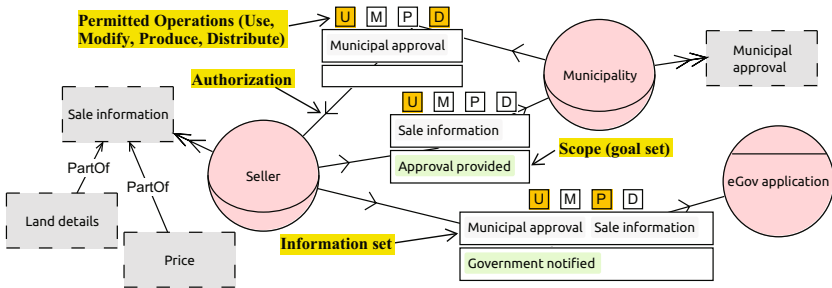 Permitted Operations (Use,
Modify, Produce, Distribute)
U M P D
Municipal approval
Municipality
Municipal
approval
Authorization
U M P D
Sale information
Approval provided
Scope (goal set)
Sale information
PartOf
PartOf
Land details
Price
Seller
eGov application
U M P D
Information set
Municipal approval Sale information
Government notified